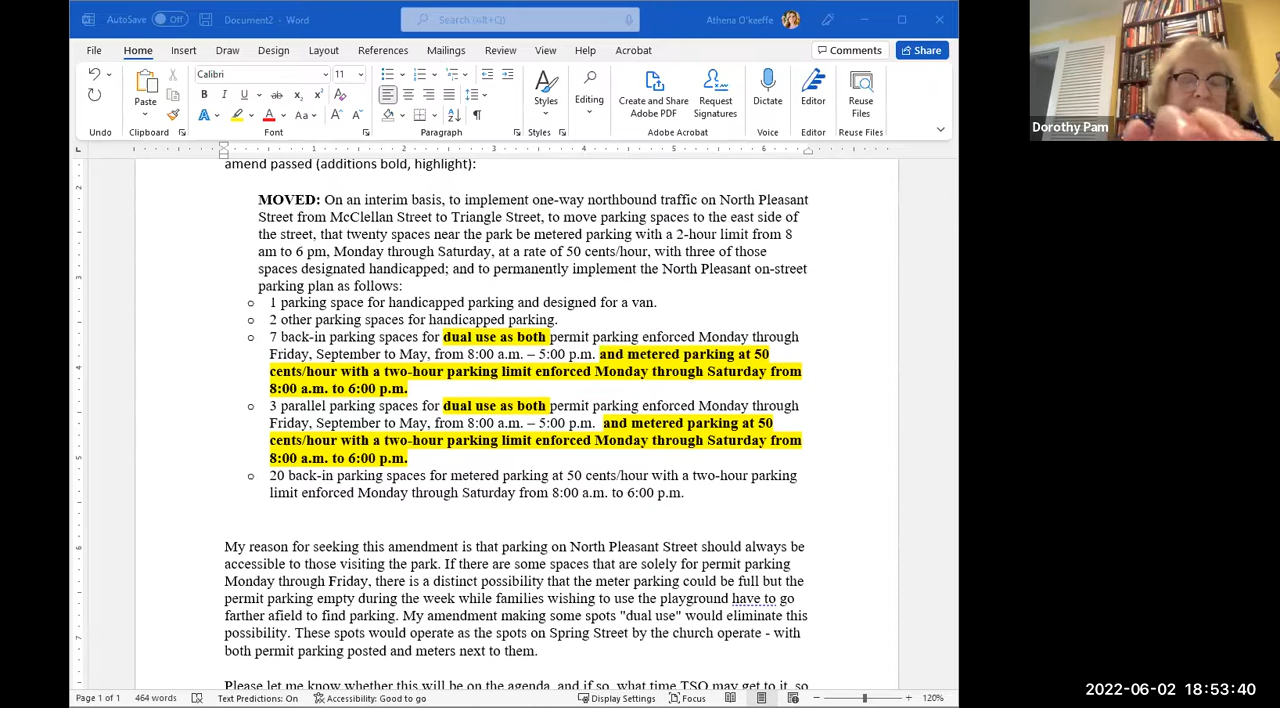 AutoSave Off Document2 - Word Search (Alt+Q) Athena O'keeffe
File Home Insert Draw Design Layout References Mailings Review View Help Acrobat Comments Share
Calibri 11
Paste Styles Editing Create and Share Adobe PDF Request Signatures Dictate Editor Reuse Files
Undo Clipboard Font Paragraph Styles Adobe Acrobat Voice Editor Reuse Files
Dorothy Pam
amend passed (additions bold, highlight):
MOVED: On an interim basis, to implement one-way northbound traffic on North Pleasant
Street from McClellan Street to Triangle Street, to move parking spaces to the east side of
the street, that twenty spaces near the park be metered parking with a 2-hour limit from 8
am to 6 pm, Monday through Saturday, at a rate of 50 cents/hour, with three of those
spaces designated handicapped; and to permanently implement the North Pleasant on-street
parking plan as follows:
o 1 parking space for handicapped parking and designed for a van.
o 2 other parking spaces for handicapped parking.
o 7 back-in parking spaces for dual use as both permit parking enforced Monday through
Friday, September to May, from 8:00 a.m. – 5:00 p.m. and metered parking at 50
cents/hour with a two-hour parking limit enforced Monday through Saturday from
8:00 a.m. to 6:00 p.m.
o 3 parallel parking spaces for dual use as both permit parking enforced Monday through
Friday, September to May, from 8:00 a.m. – 5:00 p.m. and metered parking at 50
cents/hour with a two-hour parking limit enforced Monday through Saturday from
8:00 a.m. to 6:00 p.m.
o 20 back-in parking spaces for metered parking at 50 cents/hour with a two-hour parking
limit enforced Monday through Saturday from 8:00 a.m. to 6:00 p.m.
My reason for seeking this amendment is that parking on North Pleasant Street should always be
accessible to those visiting the park. If there are some spaces that are solely for permit parking
Monday through Friday, there is a distinct possibility that the meter parking could be full but the
permit parking empty during the week while families wishing to use the playground have to go
farther afield to find parking. My amendment making some spots "dual use" would eliminate this
possibility. These spots would operate as the spots on Spring Street by the church operate - with
both permit parking posted and meters next to them.
Please let me know whether this will be on the agenda, and if so, what time TSO may get to it, so
Page 1 of 1 464 words Text Predictions: On Accessibility: Good to go Display Settings Focus 120%
2022-06-02 18:53:40